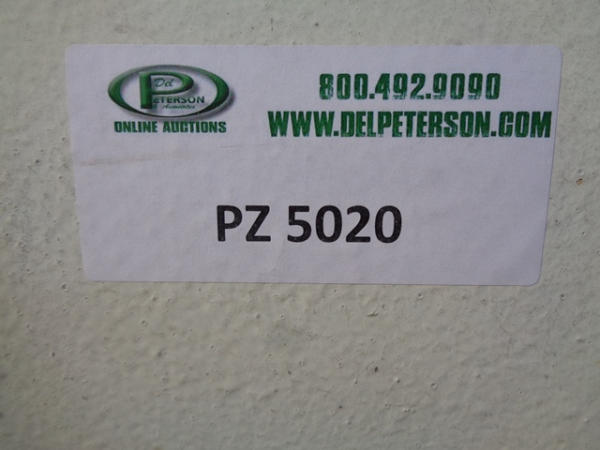 Del
PETERSON
Associates
ONLINE AUCTIONS
800.492.9090
WWW.DELPETERSON.COM
PZ 5020